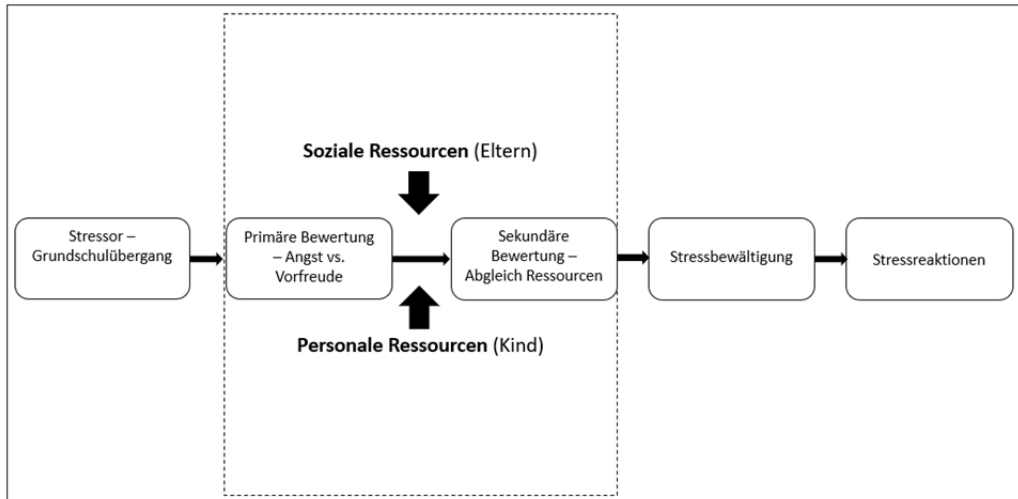 Soziale Ressourcen (Eltern)
Stressor –
Grundschulübergang
Primäre Bewertung
– Angst vs.
Vorfreude
Sekundäre
Bewertung –
Abgleich Ressourcen
Stressbewältigung
Stressreaktionen
Personale Ressourcen (Kind)